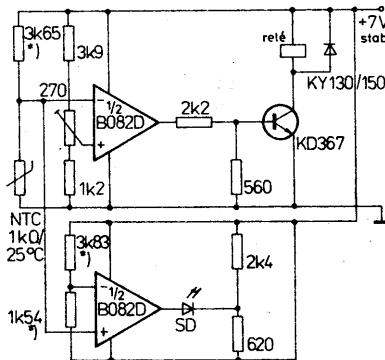 3k65
*)
3k9
relé
+7V
stab
270
1/2
B082D
2k2
KY130/150
KD367
1k2
560
NTC
1kΩ/
25°C
3k83
*)
1/2
B082D
2k4
SD
1k54
*)
620